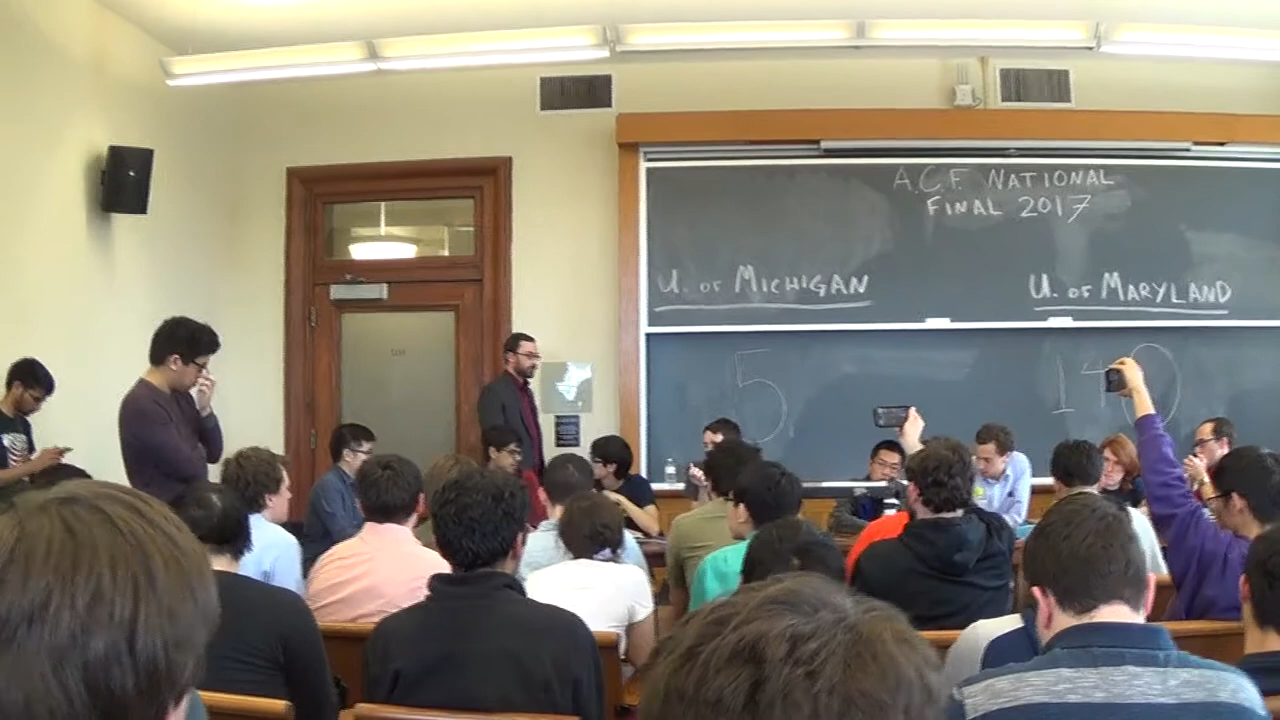 A.C.F. NATIONAL
FINAL 2017
U. OF MICHIGAN
U. OF MARYLAND
5
140